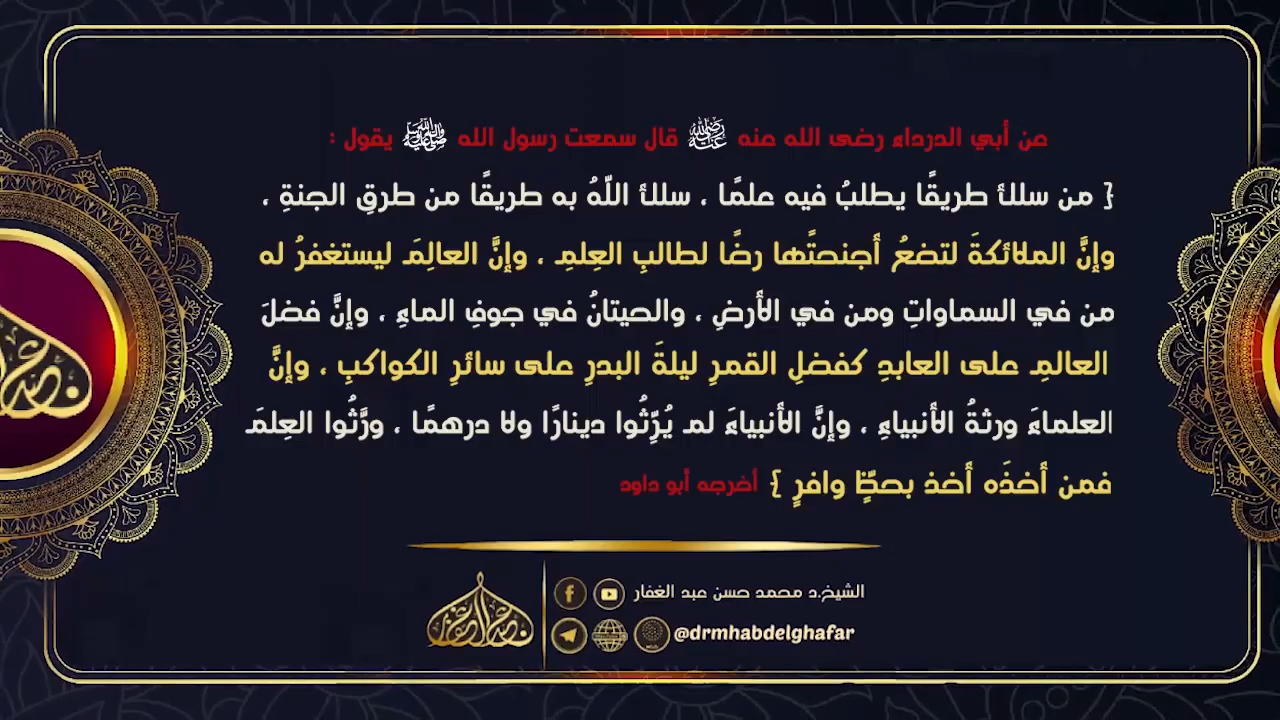 عن أبي الدرداء رضى الله عنه رضي الله عنه قال سمعت رسول الله ﷺ يقول :
{ من سلك طريقًا يطلبُ فيه علمًا ، سلك اللّهُ به طريقًا من طرقِ الجنةِ ،
وإنَّ الملائكةَ لتضعُ أجنحتَها رضًا لطالبِ العِلمِ ، وإنَّ العالِمَ ليستغفرُ له
من في السماواتِ ومن في الأرضِ ، والحيتانُ في جوفِ الماءِ ، وإنَّ فضلَ
العالمِ على العابدِ كفضلِ القمرِ ليلةَ البدرِ على سائرِ الكواكبِ ، وإنَّ
العلماءَ ورثةُ الأنبياءِ ، وإنَّ الأنبياءَ لم يُرِّثُوا دينارًا ولا درهمًا ، ورَّثُوا العِلمَ
فمن أخذَه أخذ بحظٍّ وافرٍ } أخرجه أبو داود
الشيخ.د محمد حسن عبد الغفار
@drmhabdelghafar